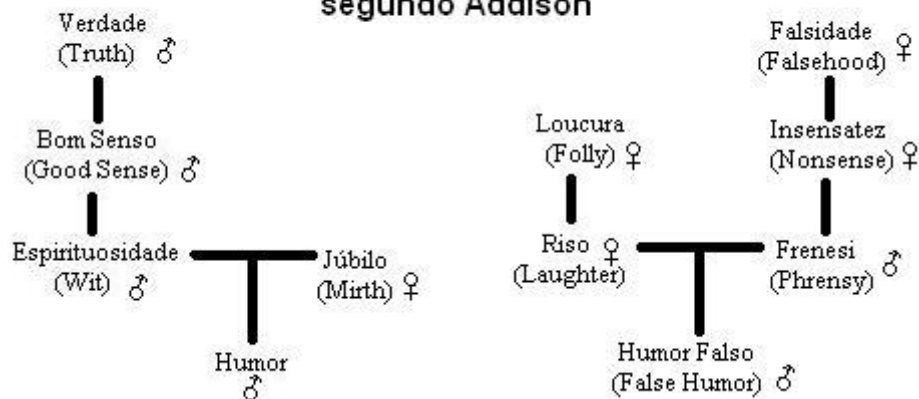 segundo Addison
Verdade
(Truth) ♂
Bom Senso
(Good Sense) ♂
Espirituosidade
(Wit) ♂
Júbilo
(Mirth) ♀
Humor
♂
Falsidade
(Falsehood) ♀
Loucura
(Folly) ♀
Insensatez
(Nonsense) ♀
Riso ♀
(Laughter)
Frenesi ♂
(Phrensy)
Humor Falso
(False Humor) ♂